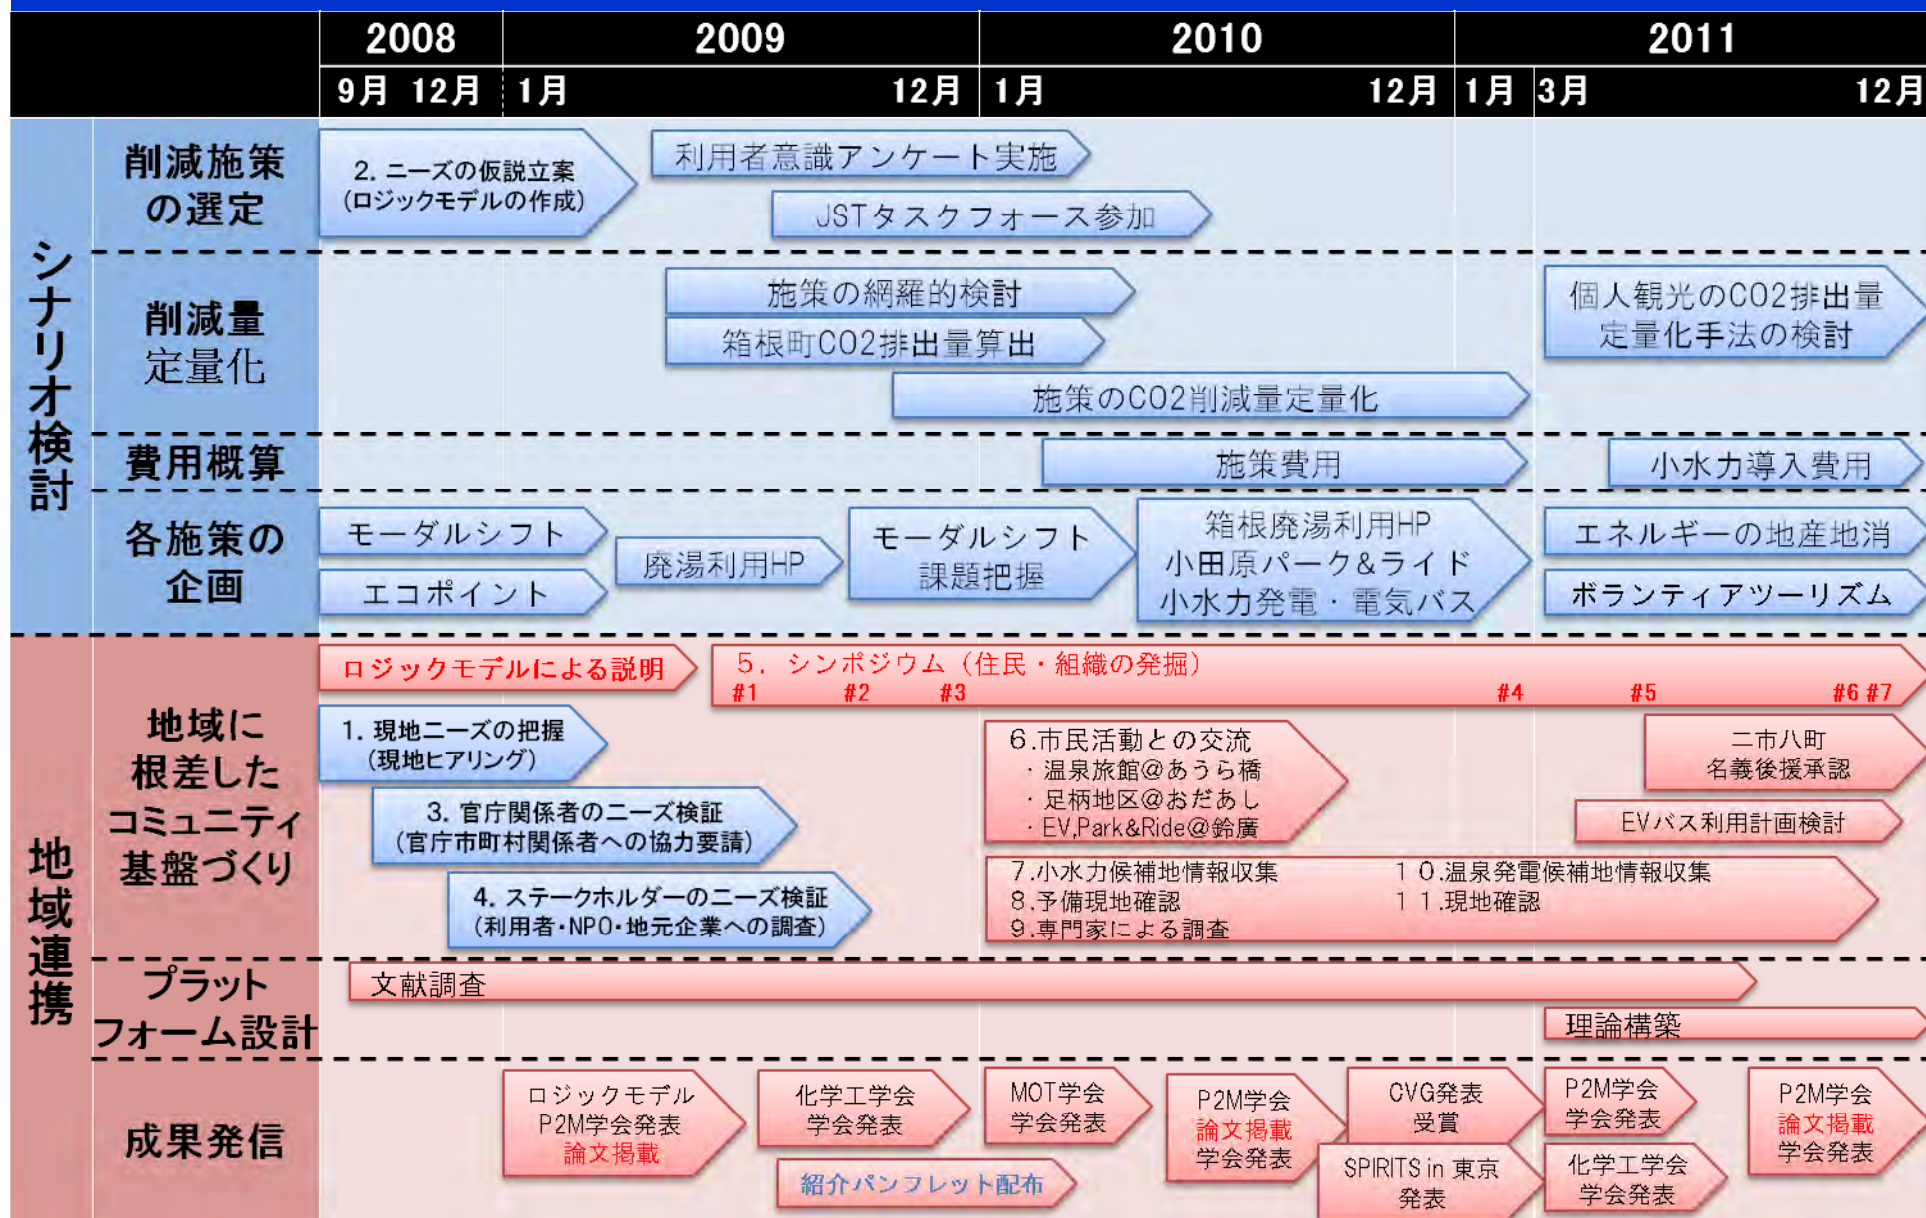 2008
2009
2010
2011
9月
12月
1月
12月
1月
12月
1月
3月
12月
シナリオ検討
削減施策
の選定
2. ニーズの仮説立案
(ロジックモデルの作成)
利用者意識アンケート実施
JSTタスクフォース参加
削減量
定量化
施策の網羅的検討
箱根町CO2排出量算出
施策のCO2削減量定量化
個人観光のCO2排出量
定量化手法の検討
費用概算
施策費用
小水力導入費用
各施策の
企画
モーダルシフト
エコポイント
廃湯利用HP
モーダルシフト
課題把握
箱根廃湯利用HP
小田原パーク&ライド
小水力発電・電気バス
エネルギーの地産地消
ボランティアツーリズム
地域連携
地域に
根差した
コミュニティ
基盤づくり
ロジックモデルによる説明
5. シンポジウム（住民・組織の発掘）
#1
#2
#3
#4
#5
#6 #7
1. 現地ニーズの把握
(現地ヒアリング)
3. 官庁関係者のニーズ検証
(官庁市町村関係者への協力要請)
4. ステークホルダーのニーズ検証
(利用者・NPO・地元企業への調査)
6.市民活動との交流
・温泉旅館@あうら橋
・足柄地区@おだあし
・EV,Park&Ride@鈴廣
二市八町
名義後援承認
EVバス利用計画検討
7.小水力候補地情報収集
8.予備現地確認
9.専門家による調査
１０.温泉発電候補地情報収集
１１.現地確認
プラット
フォーム設計
文献調査
理論構築
成果発信
ロジックモデル
P2M学会発表
論文掲載
化学工学会
学会発表
紹介パンフレット配布
MOT学会
学会発表
P2M学会
論文掲載
学会発表
CVG発表
受賞
SPIRITS in 東京
発表
P2M学会
学会発表
化学工学会
学会発表
P2M学会
論文掲載
学会発表